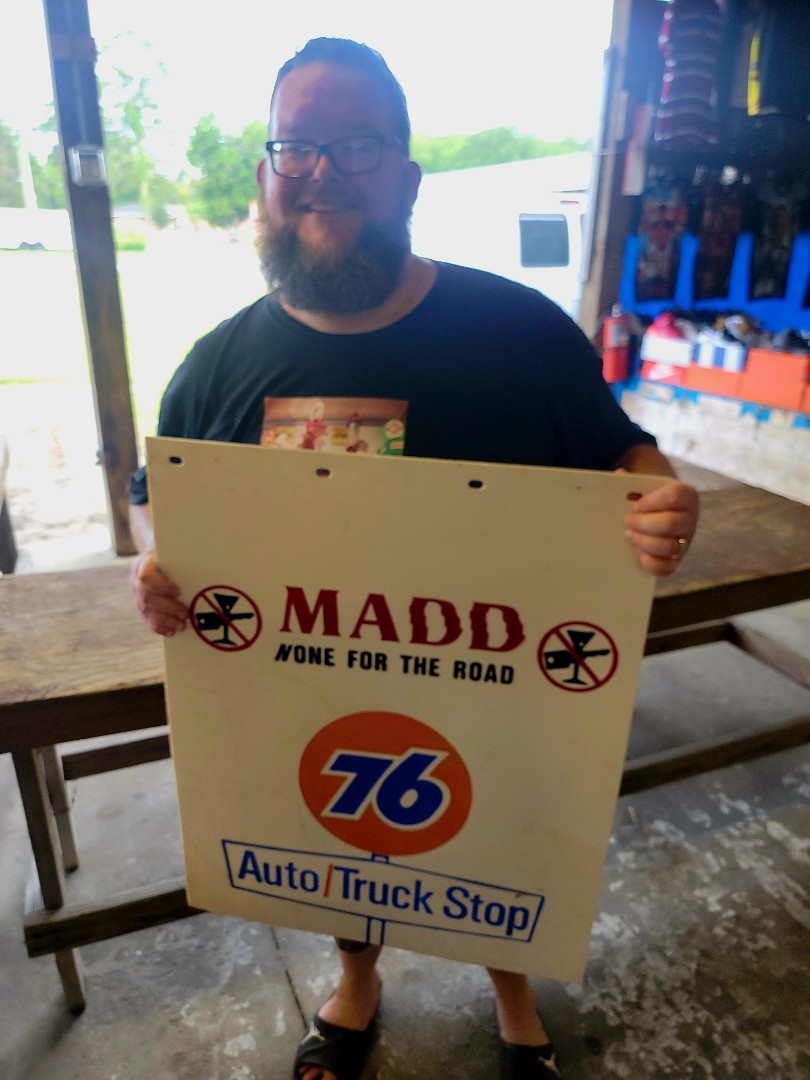 MADD
NONE FOR THE ROAD
76
Auto/Truck Stop